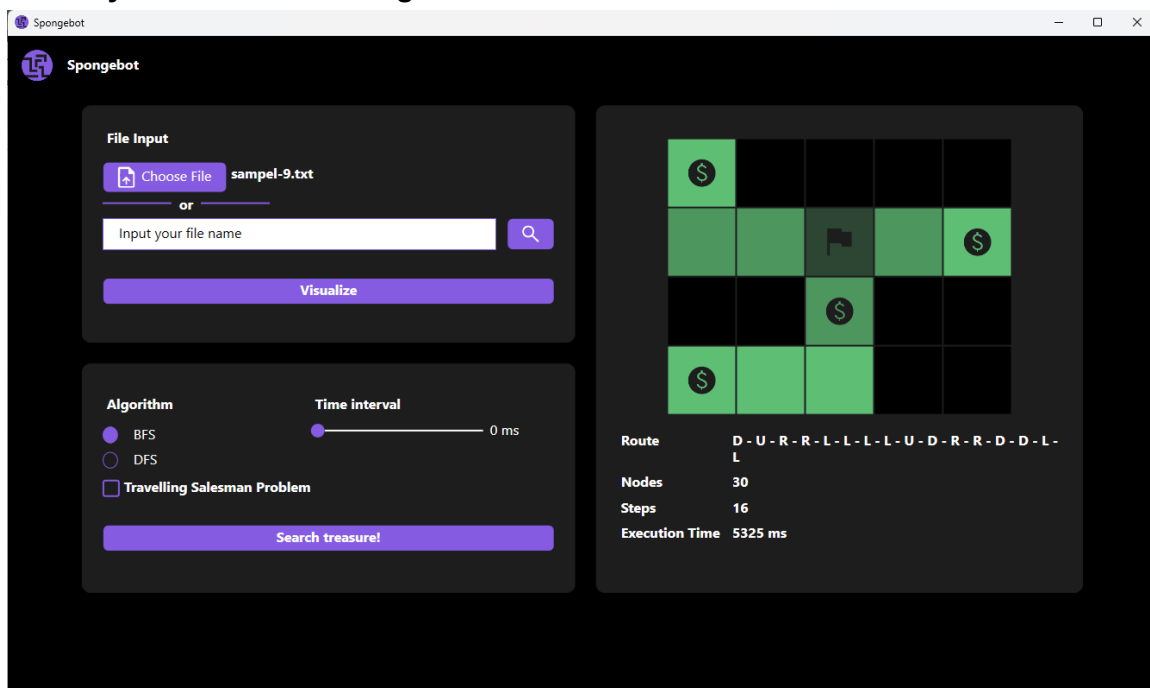 Spongebot
Spongebot
File Input
Choose File sampel-9.txt
or
Input your file name
Visualize
Algorithm
Time interval
BFS
0 ms
DFS
Travelling Salesman Problem
Search treasure!
$
$
$
$
Route D - U - R - R - L - L - L - L - U - D - R - R - D - D - L -
L
Nodes 30
Steps 16
Execution Time 5325 ms